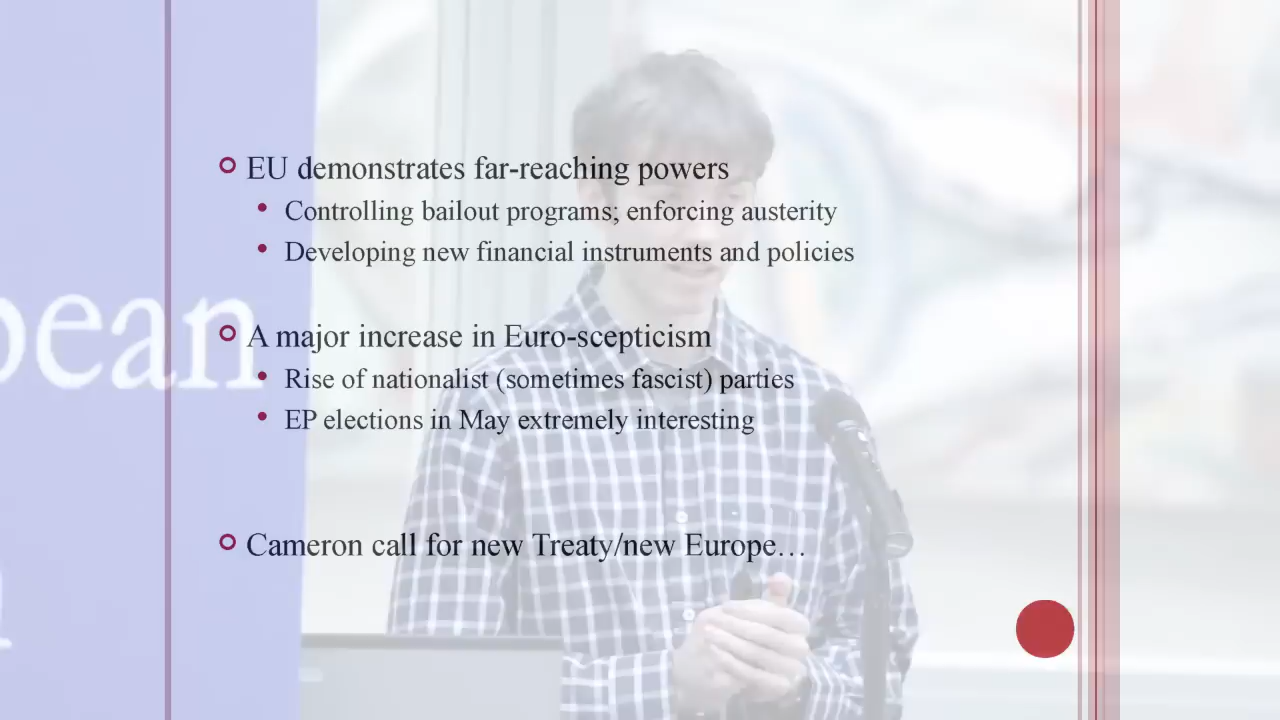 EU demonstrates far-reaching powers
Controlling bailout programs; enforcing austerity
Developing new financial instruments and policies
pean
A major increase in Euro-scepticism
Rise of nationalist (sometimes fascist) parties
EP elections in May extremely interesting
Cameron call for new Treaty/new Europe…